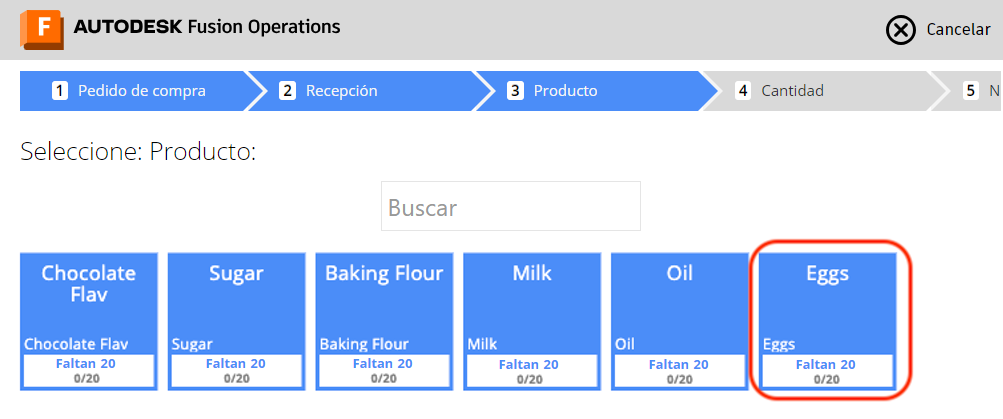 F AUTODESK Fusion Operations
Cancelar
1 Pedido de compra
2 Recepción
3 Producto
4 Cantidad
5 N
Seleccione: Producto:
Buscar
Chocolate
Flav
Chocolate Flav
Faltan 20
0/20
Sugar
Sugar
Faltan 20
0/20
Baking Flour
Baking Flour
Faltan 20
0/20
Milk
Milk
Faltan 20
0/20
Oil
Oil
Faltan 20
0/20
Eggs
Eggs
Faltan 20
0/20